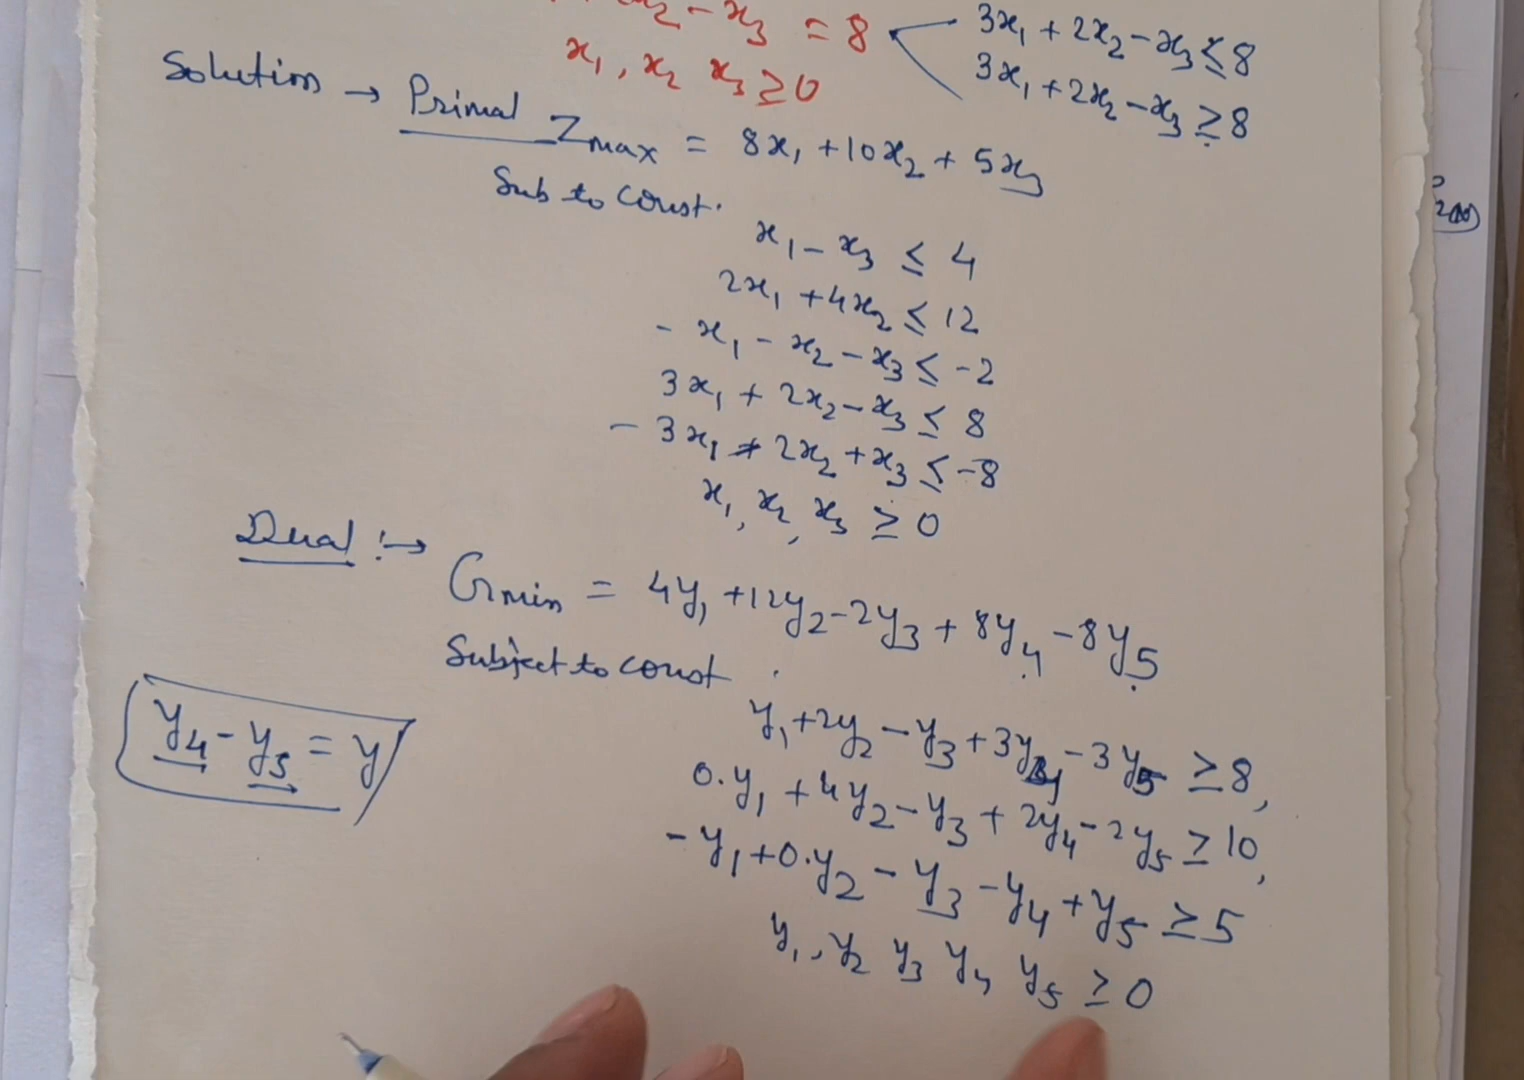 x₂ - x₃ = 8
3x₁ + 2x₂ - x₃ ≤ 8
3x₁ + 2x₂ - x₃ ≥ 8
x₁, x₂ x₃ ≥ 0
Solution → Primal Zmax = 8x₁ + 10x₂ + 5x₃
Sub to const.
x₁ - x₃ ≤ 4
2x₁ + 4x₂ ≤ 12
- x₁ - x₂ - x₃ ≤ -2
3x₁ + 2x₂ - x₃ ≤ 8
- 3x₁ - 2x₂ + x₃ ≤ -8
x₁, x₂, x₃ ≥ 0
Dual :→
Gmin = 4y₁ + 12y₂ - 2y₃ + 8y₄ - 8y₅
Subject to const.
y₁ + 2y₂ - y₃ + 3y₄ - 3y₅ ≥ 8,
0.y₁ + 4y₂ - y₃ + 2y₄ - 2y₅ ≥ 10,
- y₁ + 0.y₂ - y₃ - y₄ + y₅ ≥ 5
y₁, y₂ y₃ y₄ y₅ ≥ 0
y₄ - y₅ = y